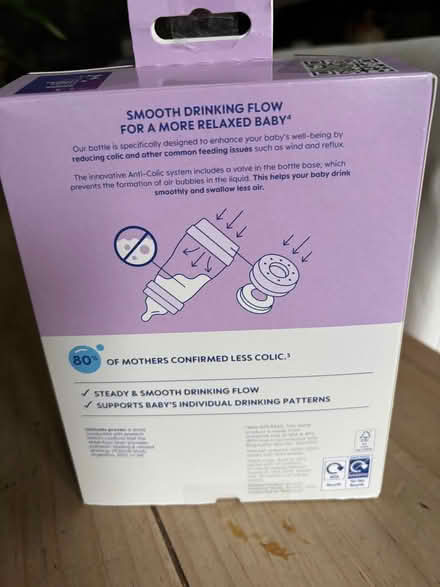 SMOOTH DRINKING FLOW
FOR A MORE RELAXED BABY⁴
Our bottle is specifically designed to enhance your baby's well-being by
reducing colic and other common feeding issues such as wind and reflux.
The innovative Anti-Colic system includes a valve in the bottle base, which
prevents the formation of air bubbles in the liquid. This helps your baby drink
smoothly and swallow less air.
80% OF MOTHERS CONFIRMED LESS COLIC.³
✓ STEADY & SMOOTH DRINKING FLOW
✓ SUPPORTS BABY'S INDIVIDUAL DRINKING PATTERNS